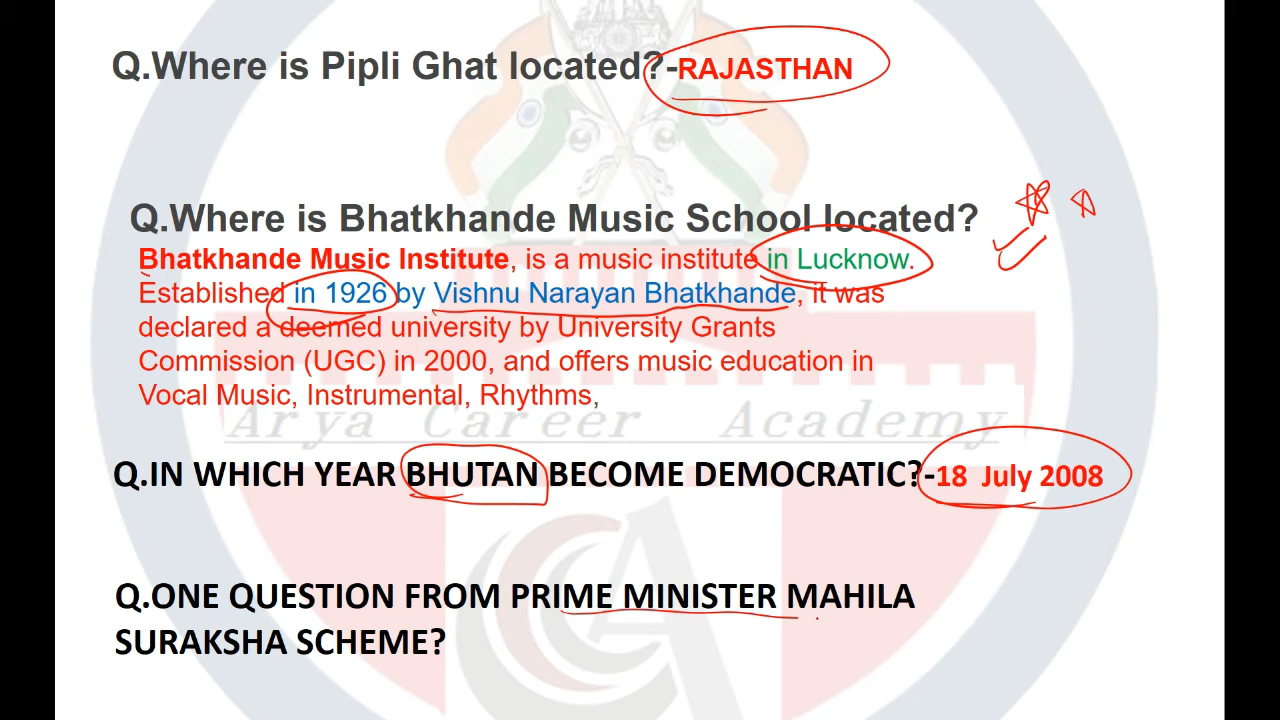 Q.Where is Pipli Ghat located?-RAJASTHAN
Q.Where is Bhatkhande Music School located?
Bhatkhande Music Institute, is a music institute in Lucknow.
Established in 1926 by Vishnu Narayan Bhatkhande, it was
declared a deemed university by University Grants
Commission (UGC) in 2000, and offers music education in
Vocal Music, Instrumental, Rhythms,
Arya Career Academy
Q.IN WHICH YEAR BHUTAN BECOME DEMOCRATIC?-18 July 2008
Q.ONE QUESTION FROM PRIME MINISTER MAHILA
SURAKSHA SCHEME?